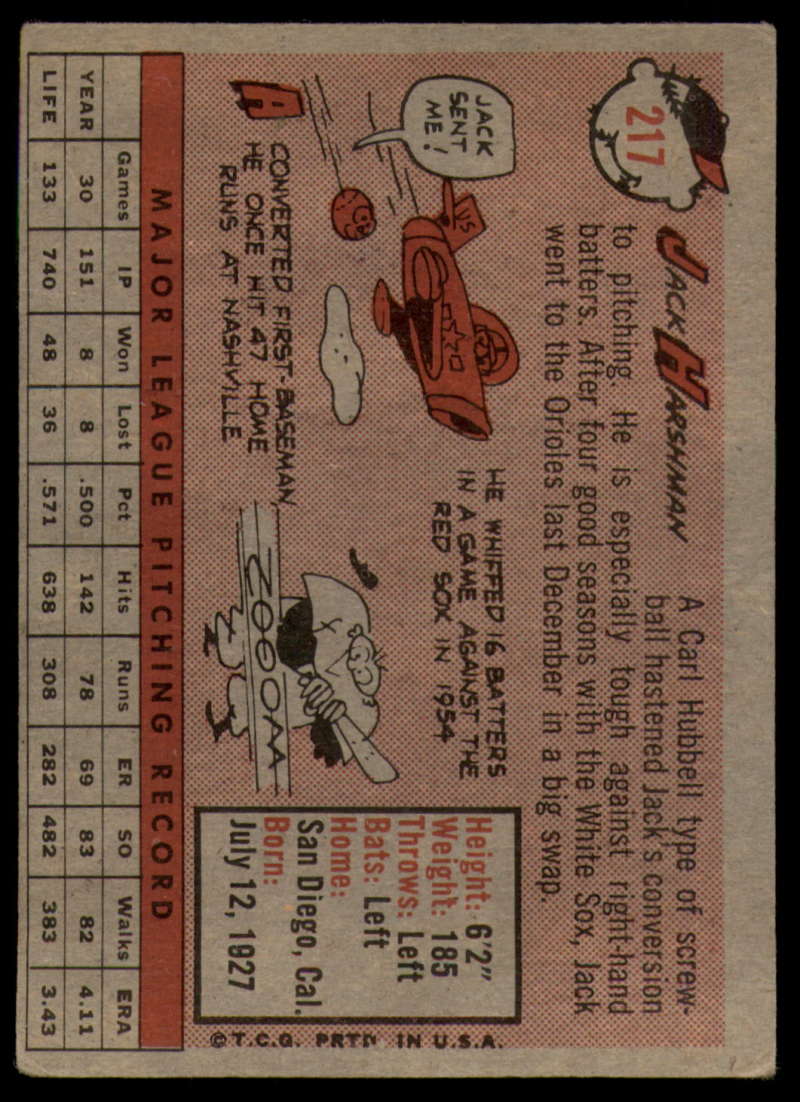 217
JACK HARSHMAN
A Carl Hubbell type of screw-
ball hastened Jack's conversion
to pitching. He is especially tough against right-hand
batters. After four good seasons with the White Sox, Jack
went to the Orioles last December in a big swap.
JACK
SENT
ME!
SA
HE WHIFFED 16 BATTERS
IN A GAME AGAINST THE
RED SOX IN 1954
CONVERTED FIRST-BASEMAN,
HE ONCE HIT 47 HOME
RUNS AT NASHVILLE
ZOOOM
Height: 6'2"
Weight: 185
Throws: Left
Bats: Left
Home:
San Diego, Cal.
Born:
July 12, 1927
© T.C.G. PRTD. IN U.S.A.
MAJOR LEAGUE PITCHING RECORD
Games IP Won Lost Pct Hits Runs ER SO Walks ERA
YEAR 30 151 8 8 .500 142 78 69 83 82 4.11
LIFE 133 740 48 36 .571 638 308 282 482 383 3.43